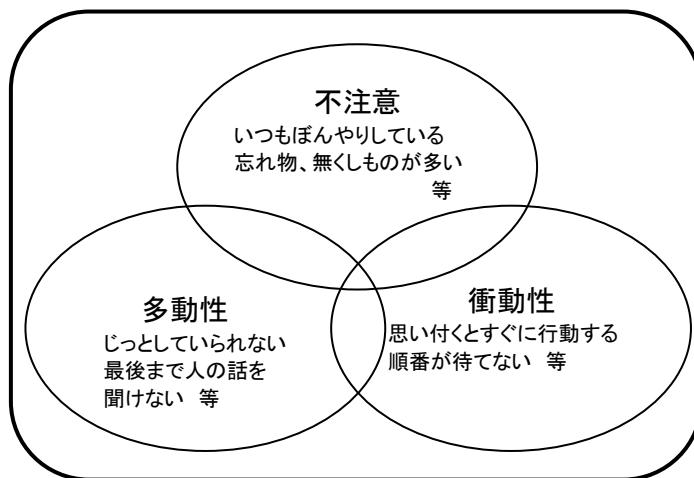 不注意
いつもぼんやりしている
忘れ物、無くしものが多い
等
多動性
じっとしていられない
最後まで人の話を
聞けない 等
衝動性
思い付くとすぐに行動する
順番が待てない 等